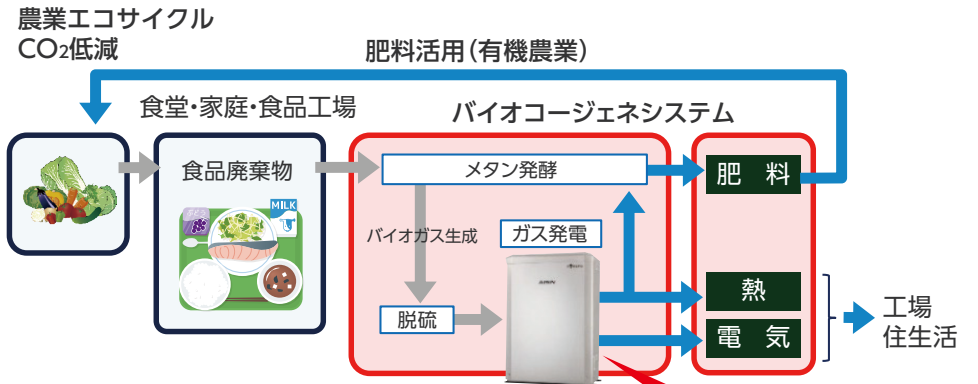 農業エコサイクル
CO₂低減
肥料活用(有機農業)
食堂・家庭・食品工場
バイオコージェネシステム
食品廃棄物
メタン発酵
肥 料
MILK
バイオガス生成
ガス発電
熱
脱硫
電 気
工場
住生活